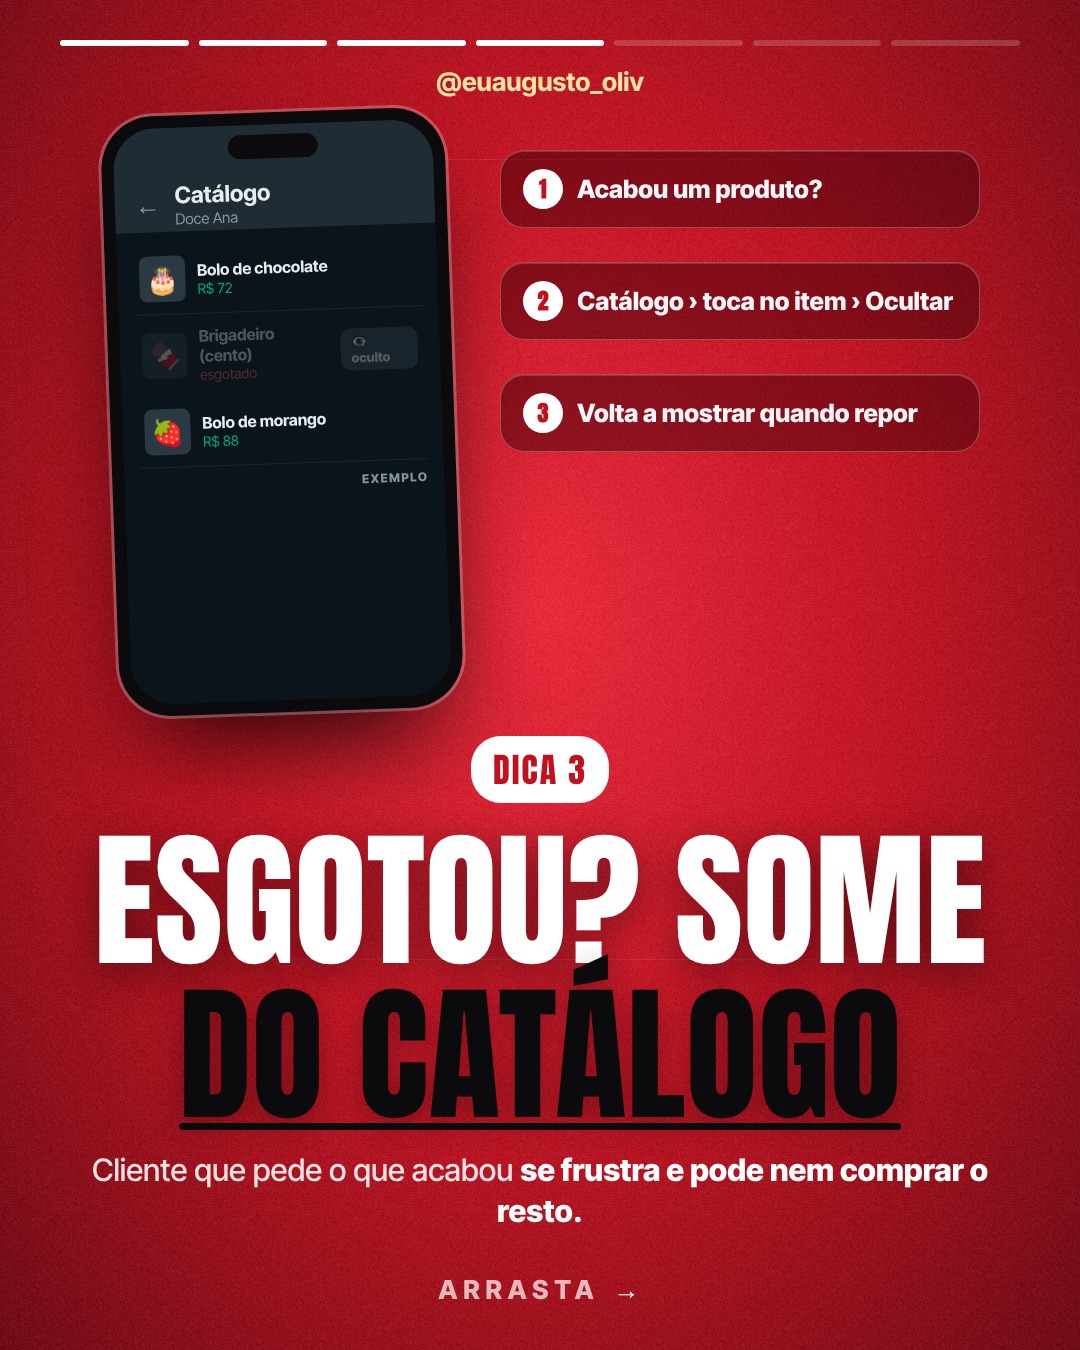 @euaugusto_oliv
← Catálogo
Doce Ana
Bolo de chocolate
R$ 72
Brigadeiro
(cento)
esgotado
oculto
Bolo de morango
R$ 88
EXEMPLO
1 Acabou um produto?
2 Catálogo › toca no item › Ocultar
3 Volta a mostrar quando repor
DICA 3
ESGOTOU? SOME
DO CATÁLOGO
Cliente que pede o que acabou se frustra e pode nem comprar o
resto.
ARRASTA →